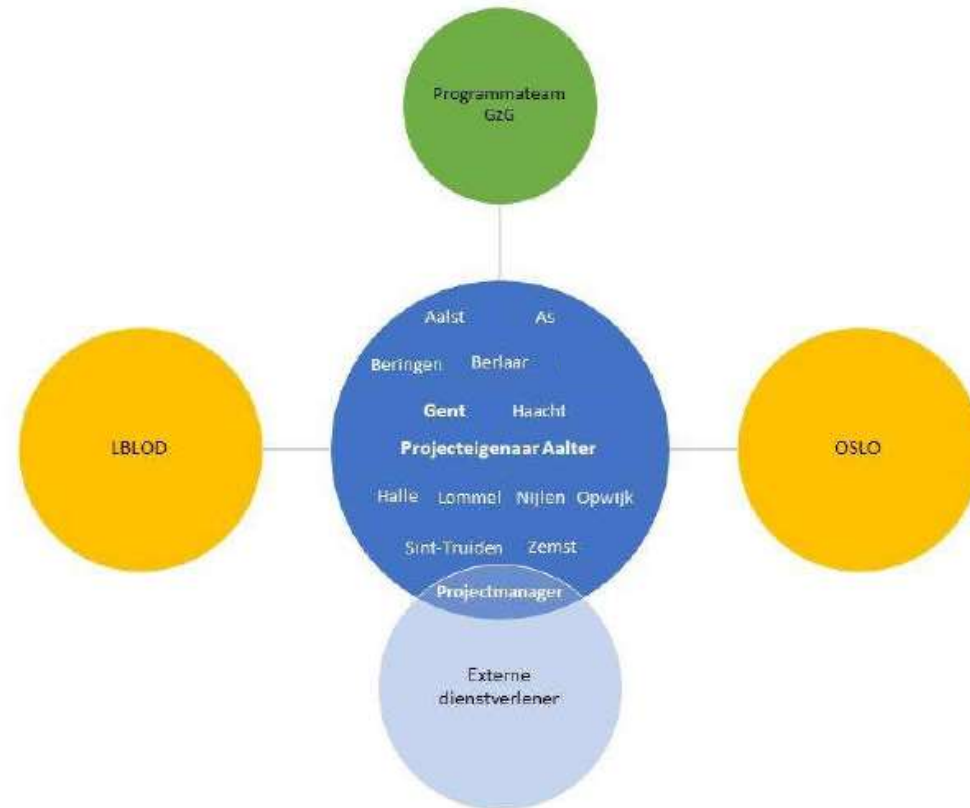 Programmateam
GzG
Aalst As
Beringen Berlaar
Gent Haacht
LBLOD
Projecteigenaar Aalter
OSLO
Halle Lommel Nijlen Opwijk
Sint-Truiden Zemst
Projectmanager
Externe
dienstverlener